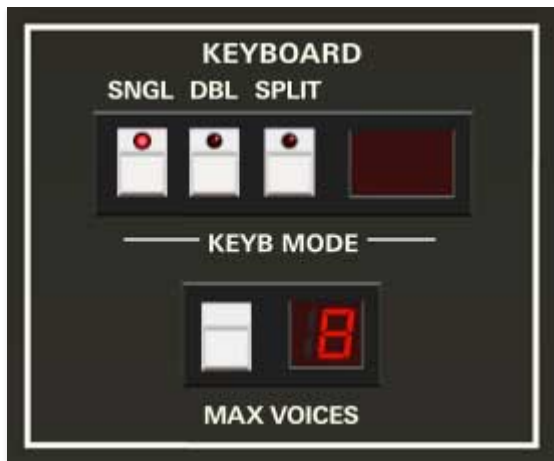 KEYBOARD
SNGL DBL SPLIT
KEYB MODE
8
MAX VOICES